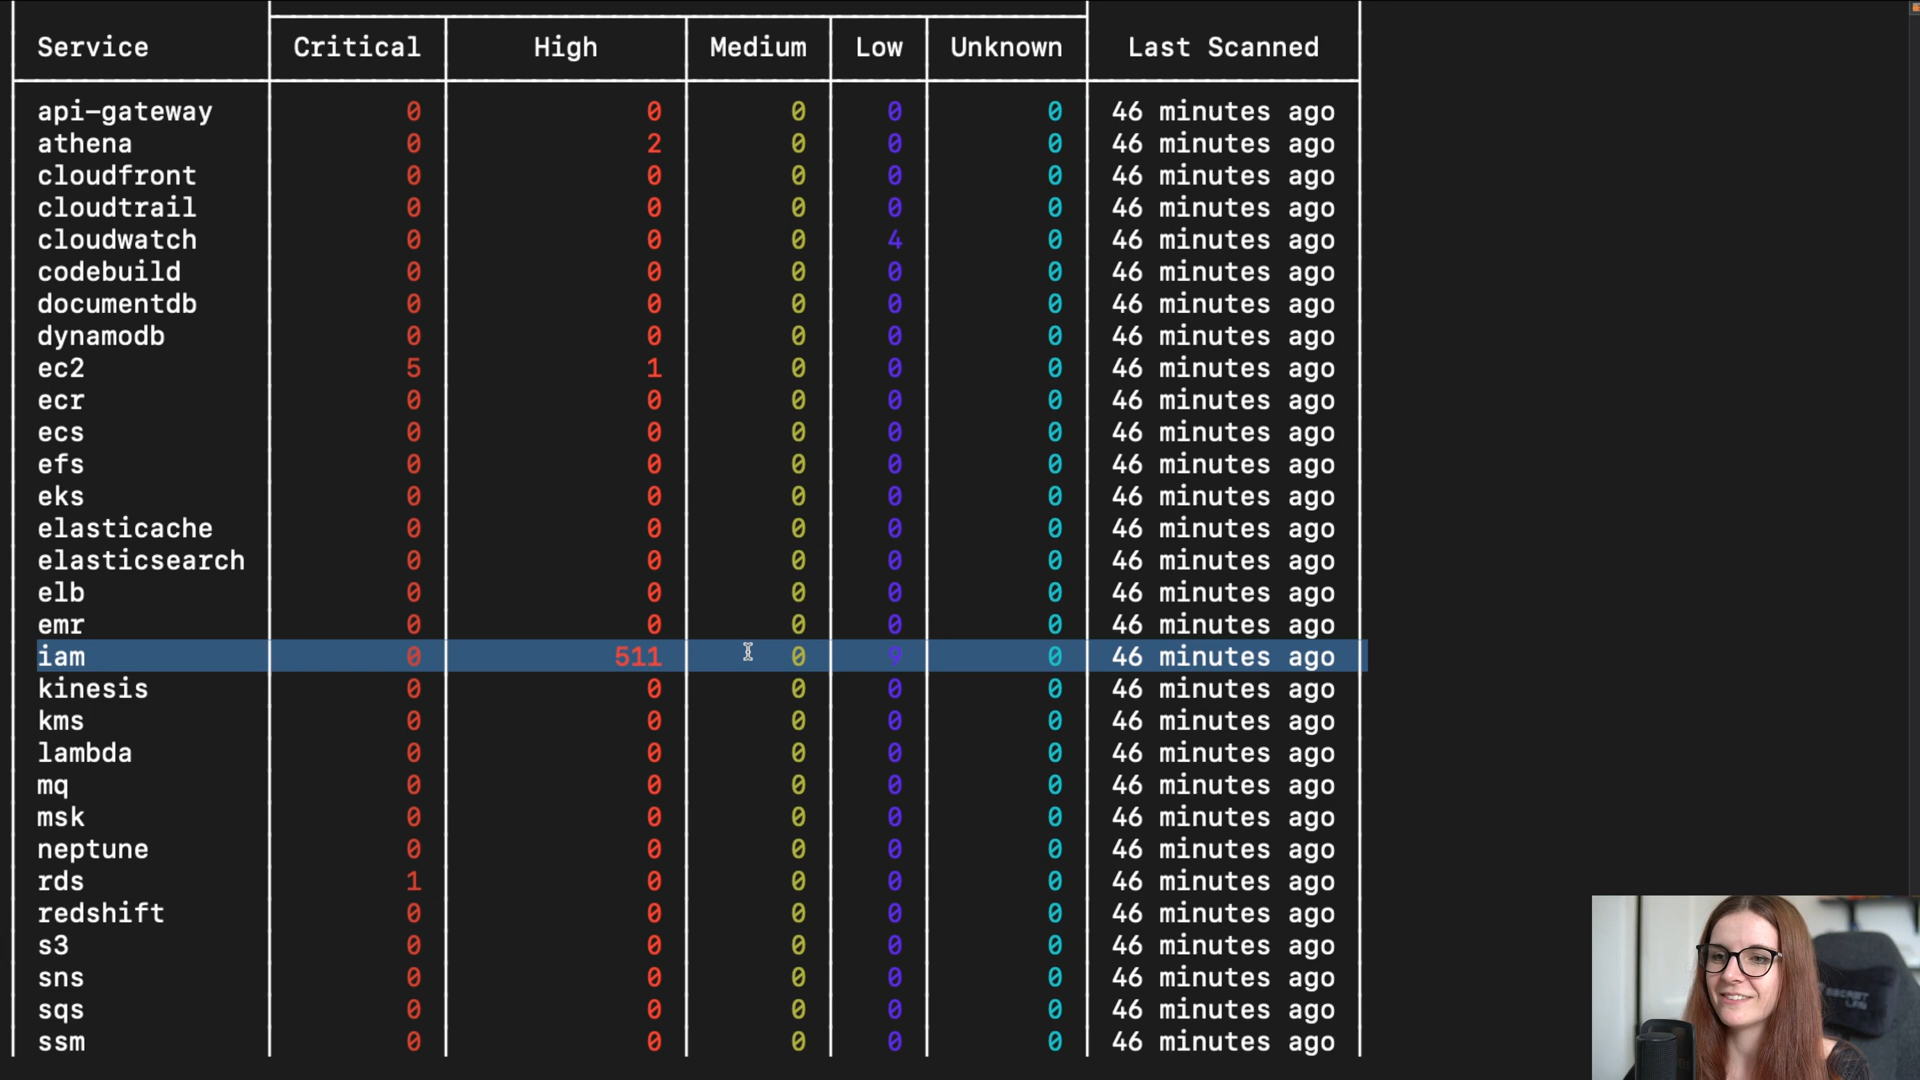 Service Critical High Medium Low Unknown Last Scanned
api-gateway 0 0 0 0 0 46 minutes ago
athena 0 2 0 0 0 46 minutes ago
cloudfront 0 0 0 0 0 46 minutes ago
cloudtrail 0 0 0 0 0 46 minutes ago
cloudwatch 0 0 0 4 0 46 minutes ago
codebuild 0 0 0 0 0 46 minutes ago
documentdb 0 0 0 0 0 46 minutes ago
dynamodb 0 0 0 0 0 46 minutes ago
ec2 5 1 0 0 0 46 minutes ago
ecr 0 0 0 0 0 46 minutes ago
ecs 0 0 0 0 0 46 minutes ago
efs 0 0 0 0 0 46 minutes ago
eks 0 0 0 0 0 46 minutes ago
elasticache 0 0 0 0 0 46 minutes ago
elasticsearch 0 0 0 0 0 46 minutes ago
elb 0 0 0 0 0 46 minutes ago
emr 0 0 0 0 0 46 minutes ago
iam 0 511 0 9 0 46 minutes ago
kinesis 0 0 0 0 0 46 minutes ago
kms 0 0 0 0 0 46 minutes ago
lambda 0 0 0 0 0 46 minutes ago
mq 0 0 0 0 0 46 minutes ago
msk 0 0 0 0 0 46 minutes ago
neptune 0 0 0 0 0 46 minutes ago
rds 1 0 0 0 0 46 minutes ago
redshift 0 0 0 0 0 46 minutes ago
s3 0 0 0 0 0 46 minutes ago
sns 0 0 0 0 0 46 minutes ago
sqs 0 0 0 0 0 46 minutes ago
ssm 0 0 0 0 0 46 minutes ago